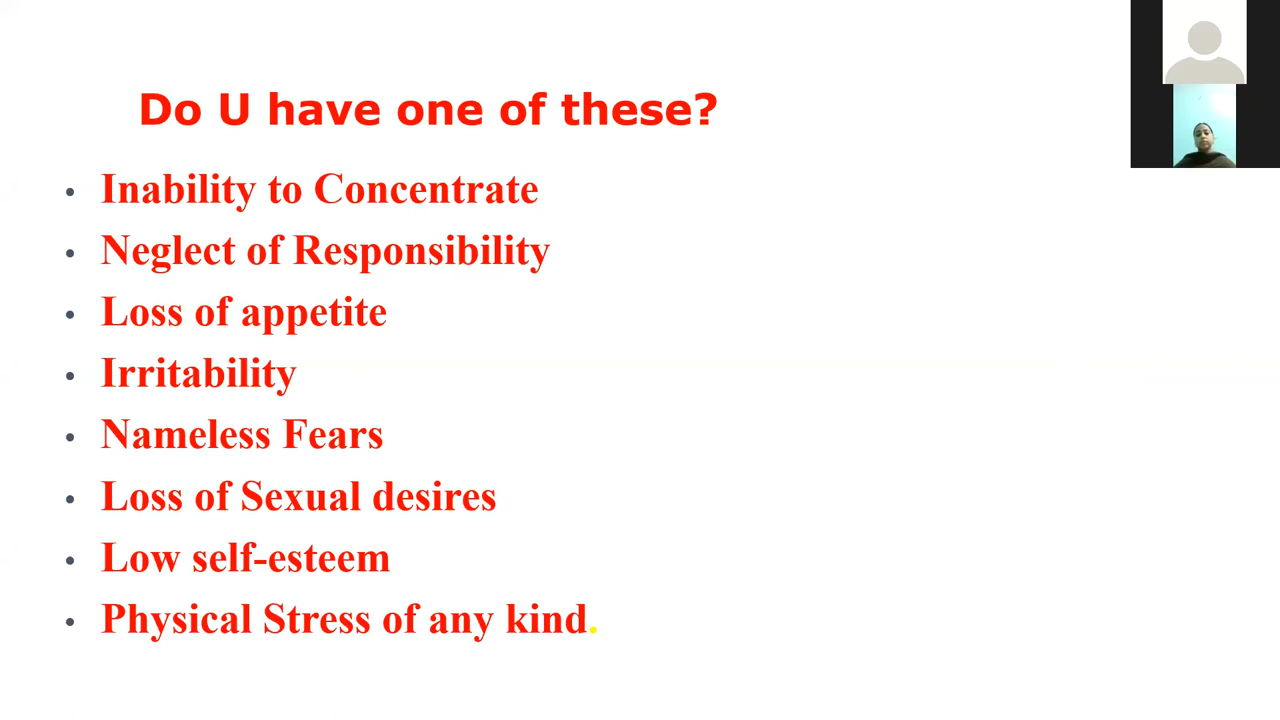 Do U have one of these?
• Inability to Concentrate
• Neglect of Responsibility
• Loss of appetite
• Irritability
• Nameless Fears
• Loss of Sexual desires
• Low self-esteem
• Physical Stress of any kind.